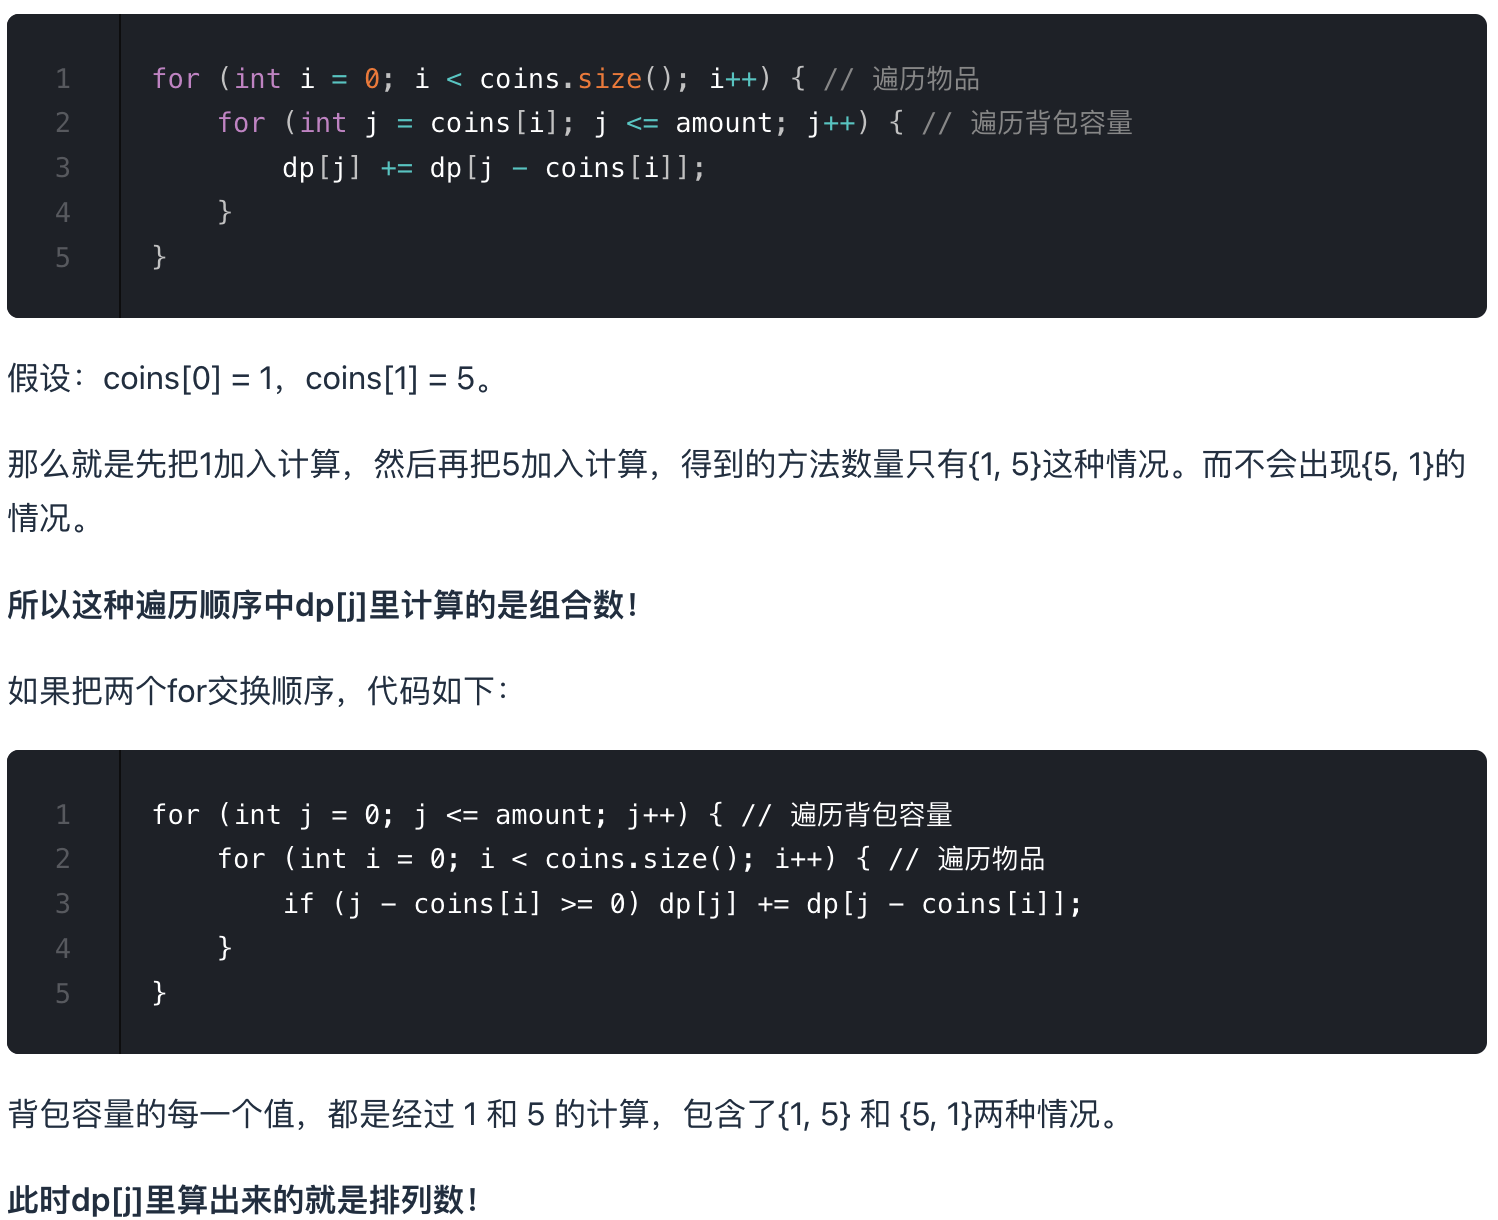 1 for (int i = 0; i < coins.size(); i++) { // 遍历物品
2     for (int j = coins[i]; j <= amount; j++) { // 遍历背包容量
3         dp[j] += dp[j - coins[i]];
4     }
5 }
假设：coins[0] = 1，coins[1] = 5。
那么就是先把1加入计算，然后再把5加入计算，得到的方法数量只有{1, 5}这种情况。而不会出现{5, 1}的
情况。
所以这种遍历顺序中dp[j]里计算的是组合数！
如果把两个for交换顺序，代码如下：
1 for (int j = 0; j <= amount; j++) { // 遍历背包容量
2     for (int i = 0; i < coins.size(); i++) { // 遍历物品
3         if (j - coins[i] >= 0) dp[j] += dp[j - coins[i]];
4     }
5 }
背包容量的每一个值，都是经过 1 和 5 的计算，包含了{1, 5} 和 {5, 1}两种情况。
此时dp[j]里算出来的就是排列数！